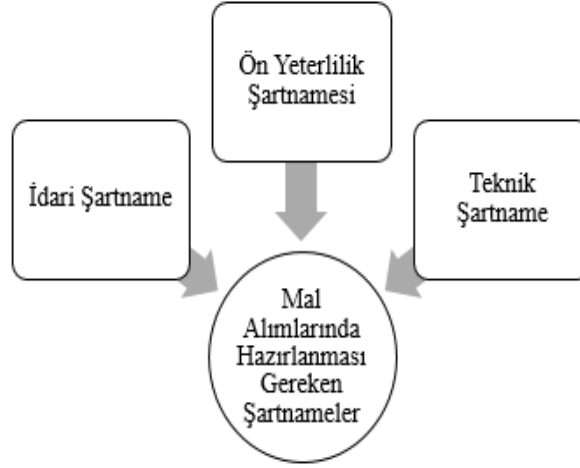 Ön Yeterlilik
Şartnamesi
İdari Şartname
Teknik
Şartname
Mal
Alımlarında
Hazırlanması
Gereken
Şartnameler